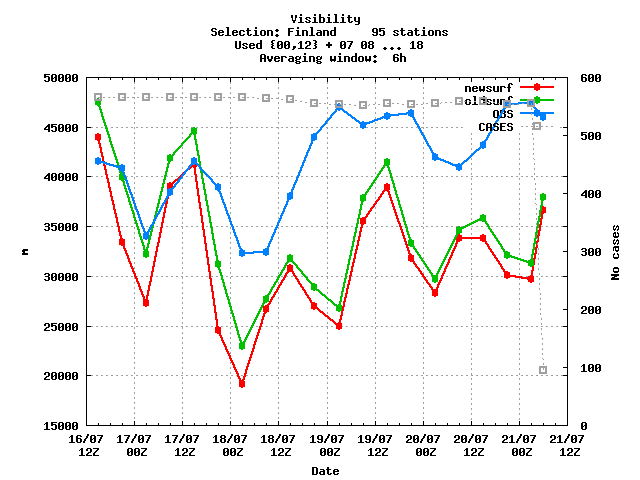 Visibility
Selection: Finland     95 stations
Used {00,12} + 07 08 ... 18
Averaging window:  6h
50000
45000
40000
35000
30000
25000
20000
15000
m
600
500
400
300
200
100
0
No cases
newsurf
oldsurf
OBS
CASES
16/07 17/07 17/07 18/07 18/07 19/07 19/07 20/07 20/07 21/07 21/07
12Z 00Z 12Z 00Z 12Z 00Z 12Z 00Z 12Z 00Z 12Z
Date